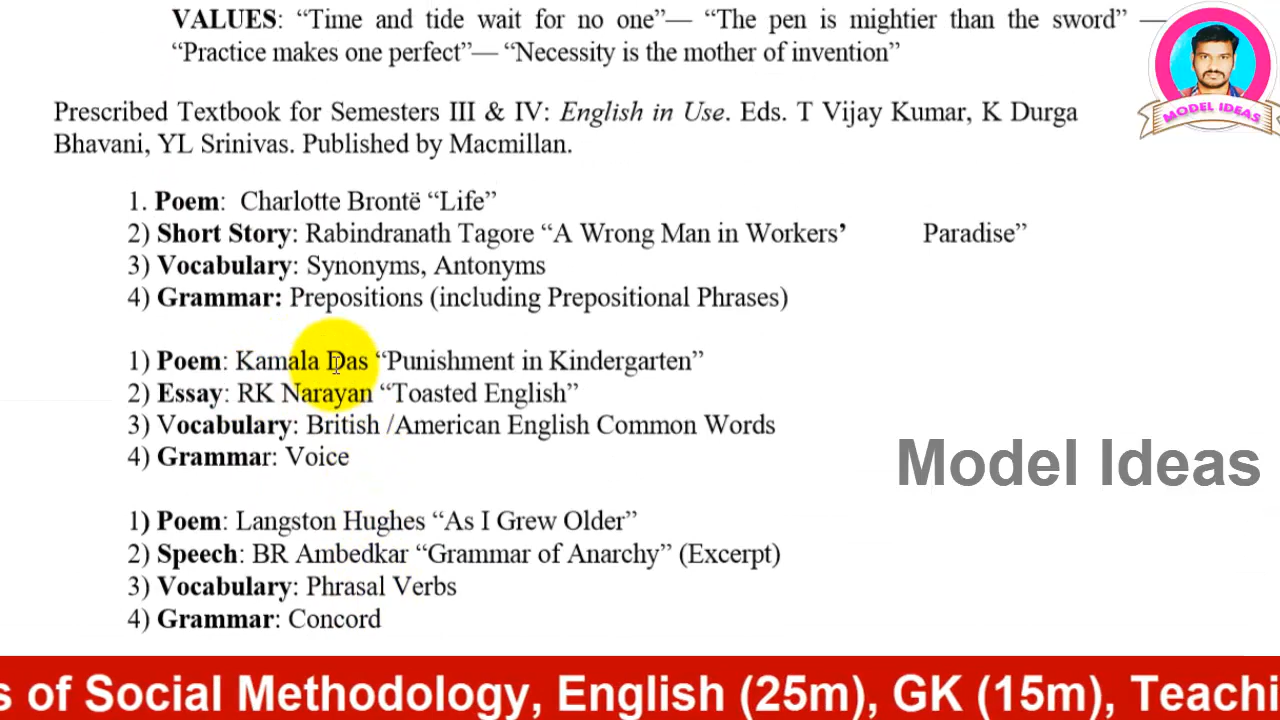 VALUES: “Time and tide wait for no one”— “The pen is mightier than the sword” —
“Practice makes one perfect”— “Necessity is the mother of invention”
MODEL IDEAS
Prescribed Textbook for Semesters III & IV: English in Use. Eds. T Vijay Kumar, K Durga
Bhavani, YL Srinivas. Published by Macmillan.
1. Poem: Charlotte Brontë “Life”
2) Short Story: Rabindranath Tagore “A Wrong Man in Workers’ Paradise”
3) Vocabulary: Synonyms, Antonyms
4) Grammar: Prepositions (including Prepositional Phrases)
1) Poem: Kamala Das “Punishment in Kindergarten”
2) Essay: RK Narayan “Toasted English”
3) Vocabulary: British /American English Common Words
4) Grammar: Voice
Model Ideas
1) Poem: Langston Hughes “As I Grew Older”
2) Speech: BR Ambedkar “Grammar of Anarchy” (Excerpt)
3) Vocabulary: Phrasal Verbs
4) Grammar: Concord
s of Social Methodology, English (25m), GK (15m), Teachi